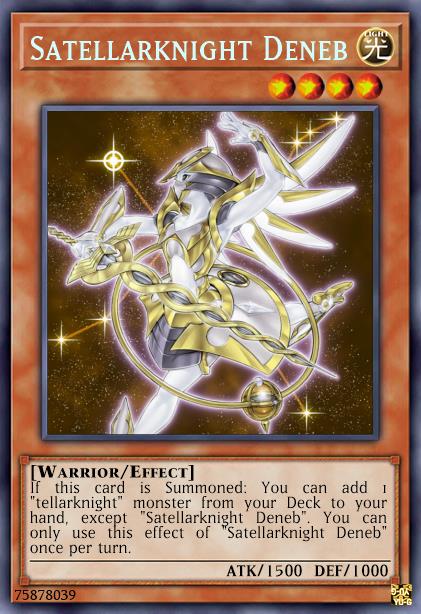 SATELLARKNIGHT DENEB
LIGHT
光
[WARRIOR/EFFECT]
If this card is Summoned: You can add 1
"tellarknight" monster from your Deck to your
hand, except "Satellarknight Deneb". You can
only use this effect of "Satellarknight Deneb"
once per turn.
ATK/1500 DEF/1000
75878039